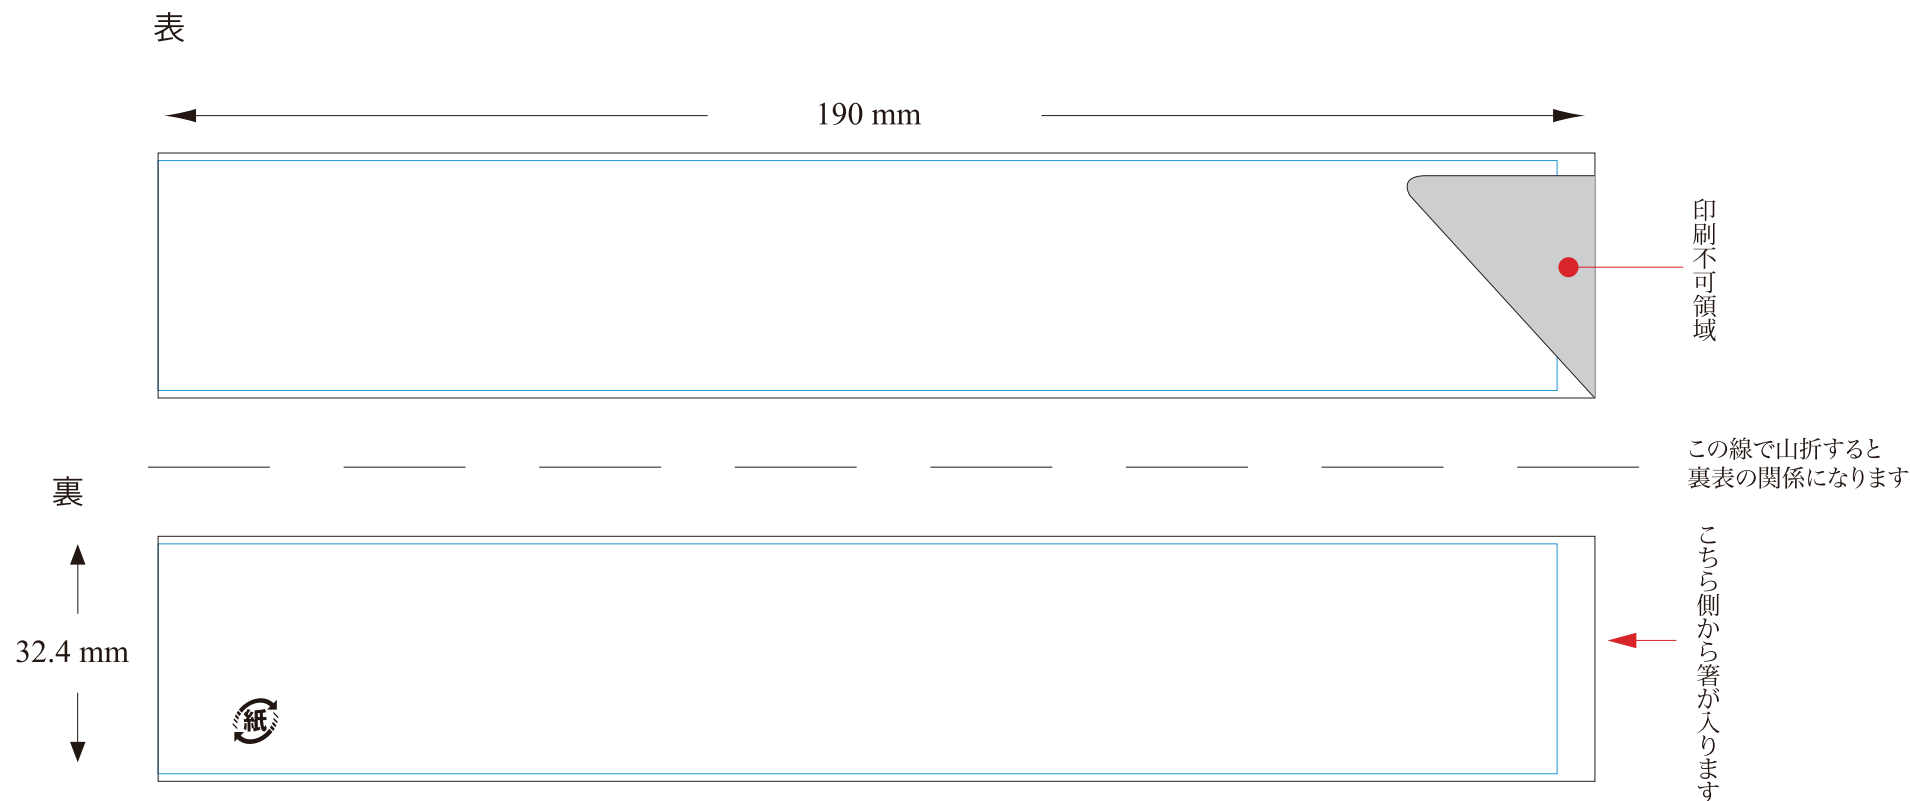 表
190 mm
印刷不可領域
この線で山折すると
裏表の関係になります
裏
32.4 mm
紙
こちら側から箸が入ります